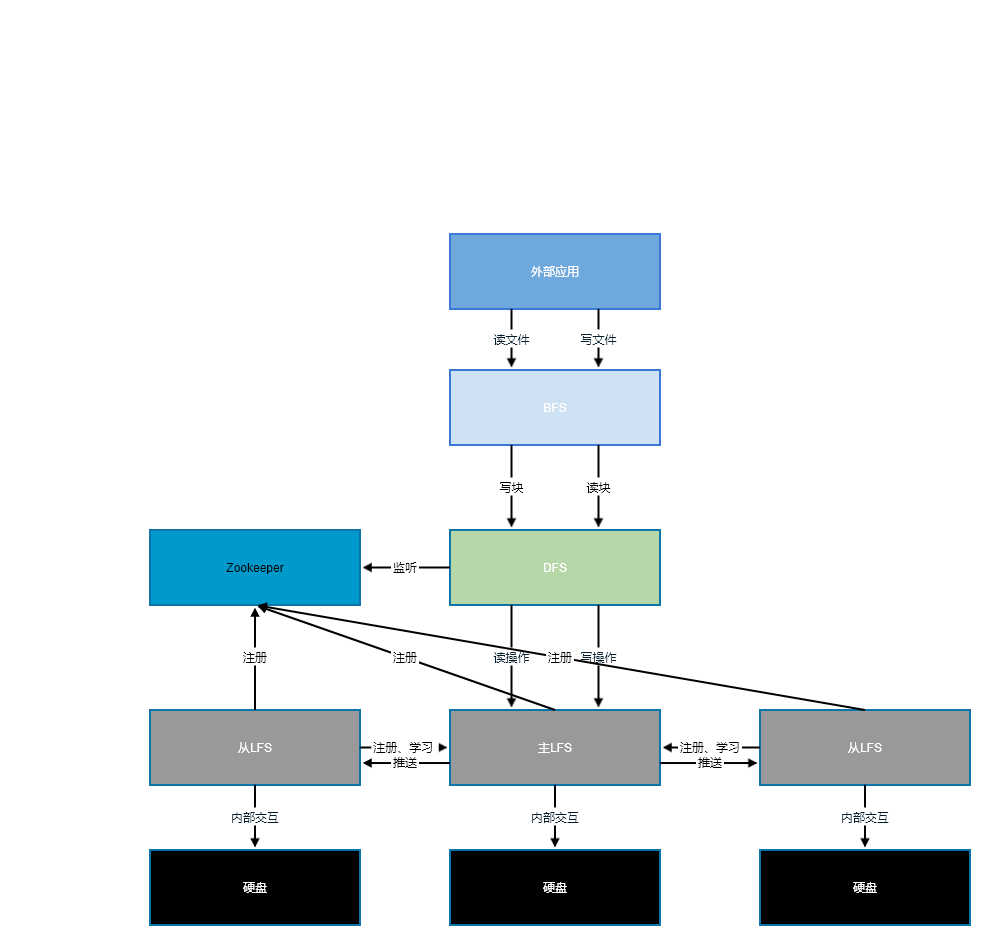 外部应用
读文件
写文件
BFS
写块
读块
Zookeeper
监听
DFS
注册
注册
读操作
注册
写操作
从LFS
注册、学习
推送
主LFS
注册、学习
推送
从LFS
内部交互
内部交互
内部交互
硬盘
硬盘
硬盘